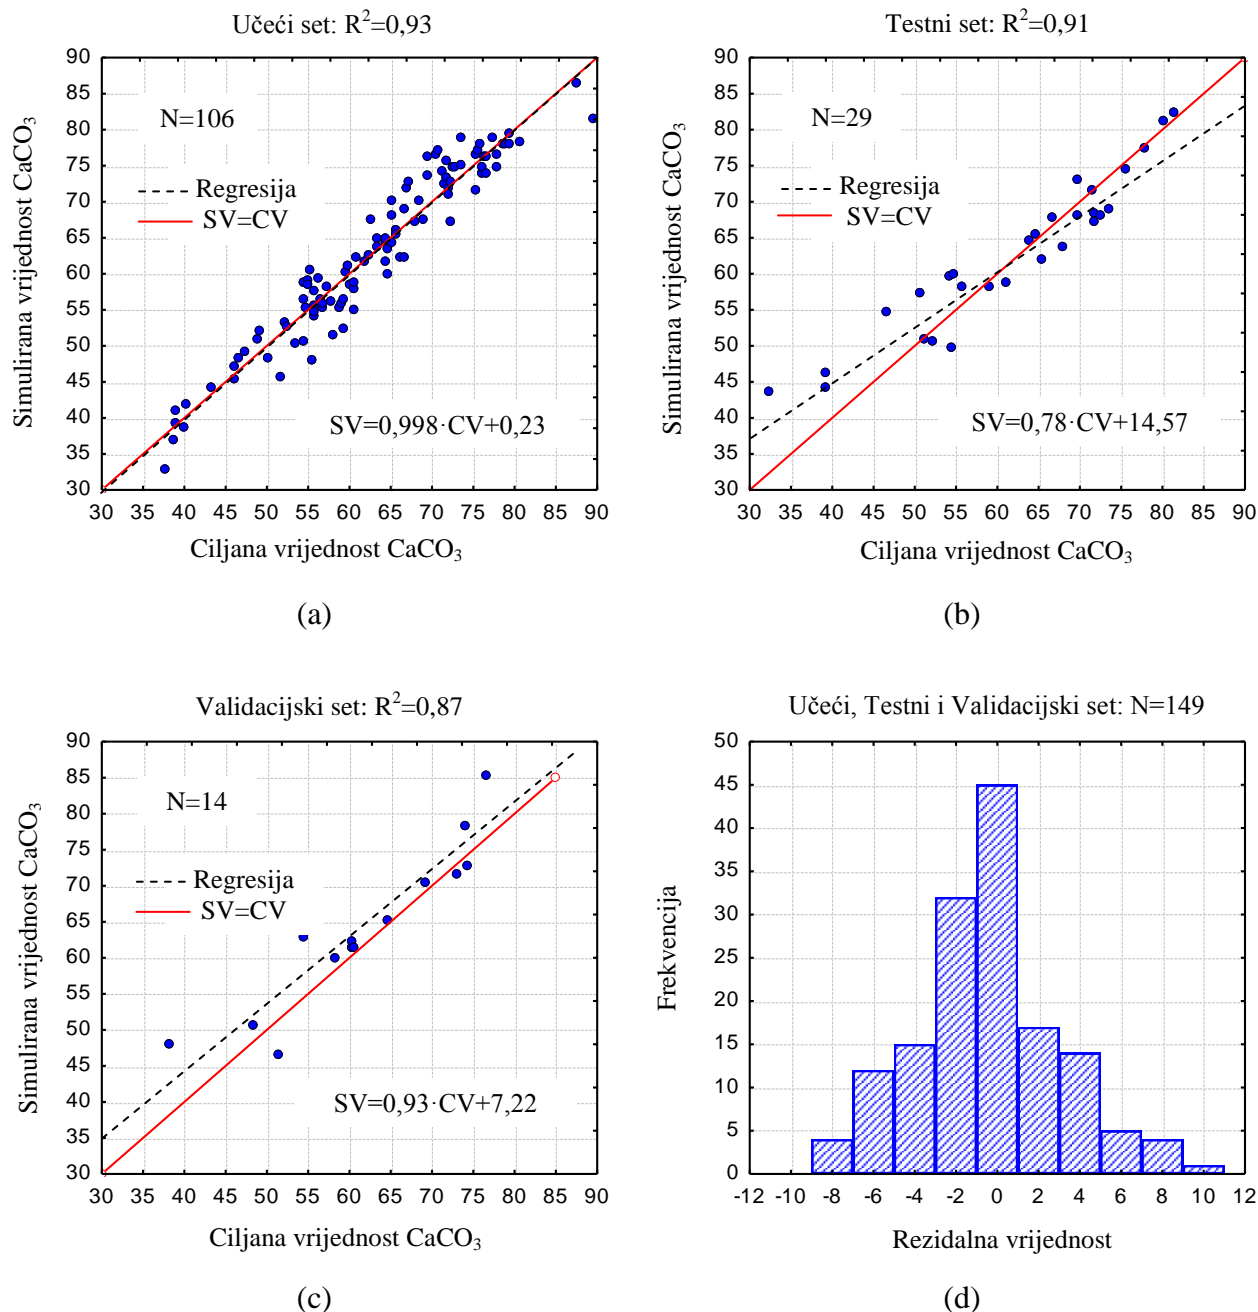 Učeći set: R²=0,93
90
85
80
75
70
65
60
55
50
45
40
35
30
Simulirana vrijednost CaCO₃
N=106
Regresija
SV=CV
SV=0,998·CV+0,23
30 35 40 45 50 55 60 65 70 75 80 85 90
Ciljana vrijednost CaCO₃
(a)
Testni set: R²=0,91
90
85
80
75
70
65
60
55
50
45
40
35
30
Simulirana vrijednost CaCO₃
N=29
Regresija
SV=CV
SV=0,78·CV+14,57
30 35 40 45 50 55 60 65 70 75 80 85 90
Ciljana vrijednost CaCO₃
(b)
Validacijski set: R²=0,87
90
85
80
75
70
65
60
55
50
45
40
35
30
Simulirana vrijednost CaCO₃
N=14
Regresija
SV=CV
SV=0,93·CV+7,22
30 35 40 45 50 55 60 65 70 75 80 85 90
Ciljana vrijednost CaCO₃
(c)
Učeći, Testni i Validacijski set: N=149
50
45
40
35
30
25
20
15
10
5
0
Frekvencija
-12 -10 -8 -6 -4 -2 0 2 4 6 8 10 12
Rezidalna vrijednost
(d)